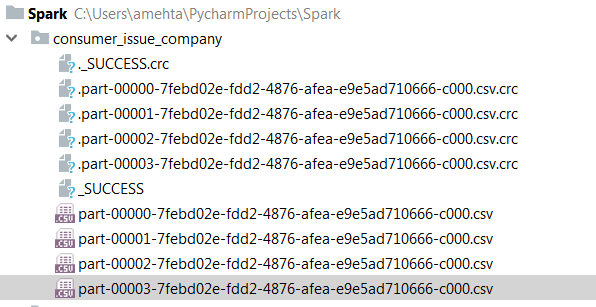 Spark C:\Users\amehta\PycharmProjects\Spark
consumer_issue_company
._SUCCESS.crc
.part-00000-7febd02e-fdd2-4876-afea-e9e5ad710666-c000.csv.crc
.part-00001-7febd02e-fdd2-4876-afea-e9e5ad710666-c000.csv.crc
.part-00002-7febd02e-fdd2-4876-afea-e9e5ad710666-c000.csv.crc
.part-00003-7febd02e-fdd2-4876-afea-e9e5ad710666-c000.csv.crc
_SUCCESS
part-00000-7febd02e-fdd2-4876-afea-e9e5ad710666-c000.csv
part-00001-7febd02e-fdd2-4876-afea-e9e5ad710666-c000.csv
part-00002-7febd02e-fdd2-4876-afea-e9e5ad710666-c000.csv
part-00003-7febd02e-fdd2-4876-afea-e9e5ad710666-c000.csv